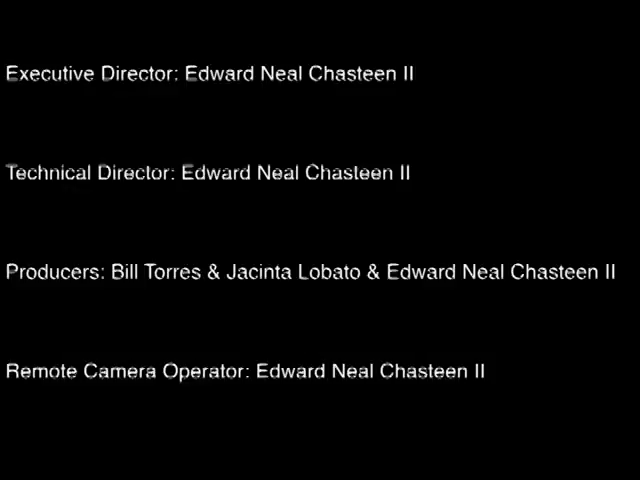 Executive Director: Edward Neal Chasteen II
Technical Director: Edward Neal Chasteen II
Producers: Bill Torres & Jacinta Lobato & Edward Neal Chasteen II
Remote Camera Operator: Edward Neal Chasteen II